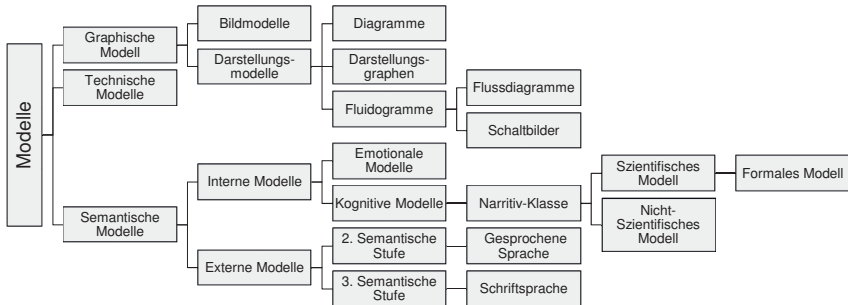 Modelle
Graphische
Modell
Technische
Modelle
Semantische
Modelle
Bildmodelle
Darstellungs-
modelle
Interne Modelle
Externe Modelle
Diagramme
Darstellungs-
graphen
Fluidogramme
Emotionale
Modelle
Kognitive Modelle
2. Semantische
Stufe
3. Semantische
Stufe
Flussdiagramme
Schaltbilder
Narritiv-Klasse
Gesprochene
Sprache
Schriftsprache
Szientifisches
Modell
Nicht-
Szientifisches
Modell
Formales Modell